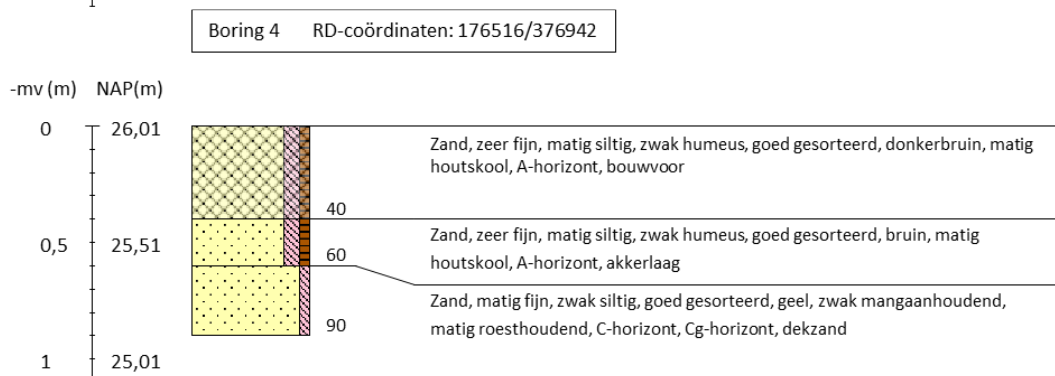 Boring 4 RD-coördinaten: 176516/376942
-mv (m) NAP(m)
0 26,01
Zand, zeer fijn, matig siltig, zwak humeus, goed gesorteerd, donkerbruin, matig
houtskool, A-horizont, bouwvoor
40
0,5 25,51
Zand, zeer fijn, matig siltig, zwak humeus, goed gesorteerd, bruin, matig
houtskool, A-horizont, akkerlaag
60
Zand, matig fijn, zwak siltig, goed gesorteerd, geel, zwak mangaanhoudend,
matig roesthoudend, C-horizont, Cg-horizont, dekzand
90
1 25,01